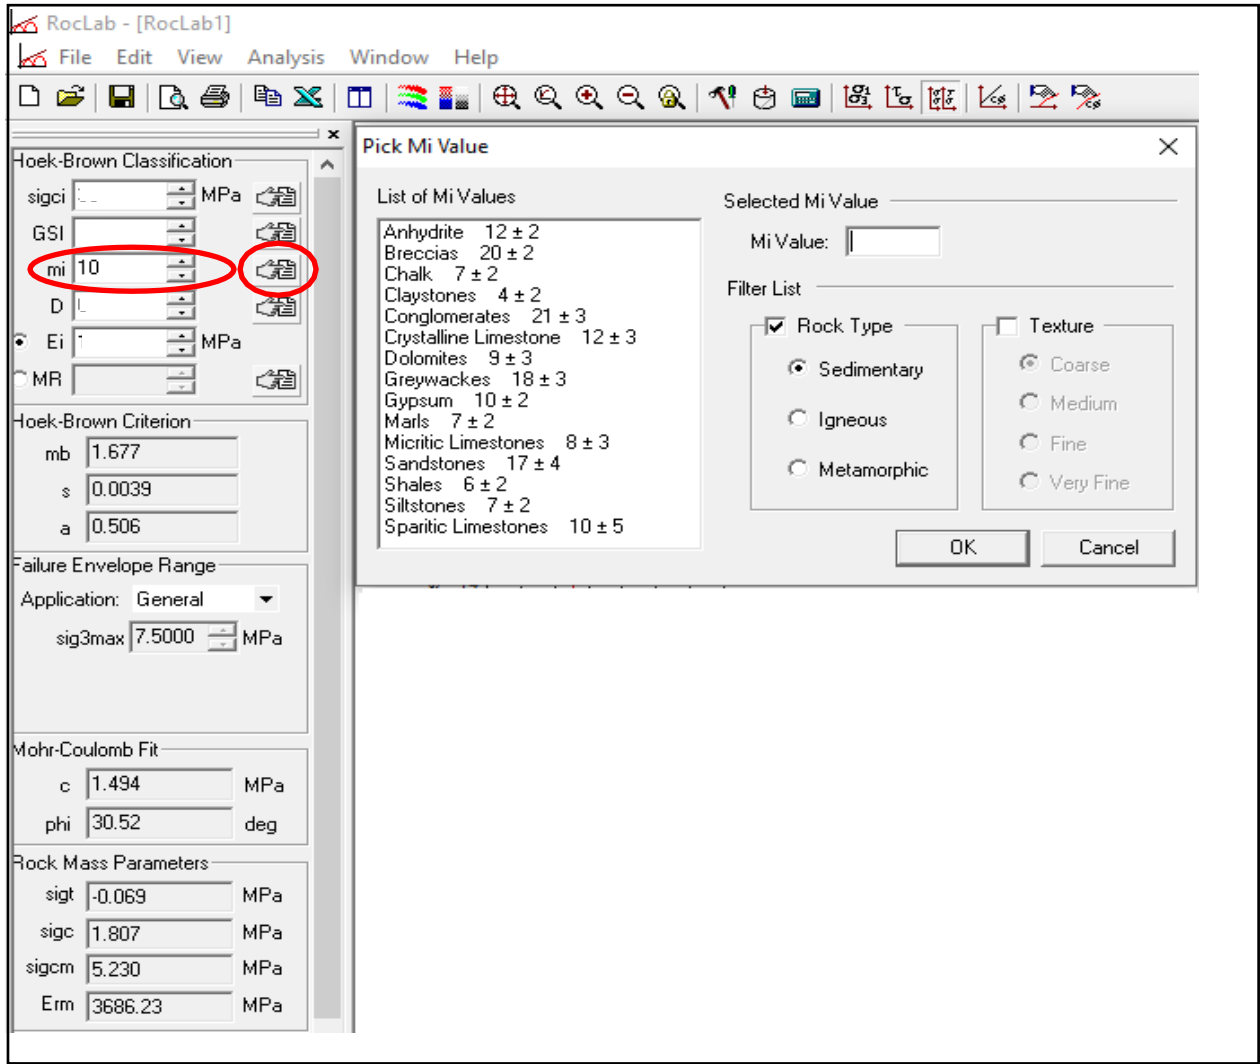 RocLab - [RocLab1]
File Edit View Analysis Window Help
Hoek-Brown Classification
sigci MPa
GSI
mi 10
D
Ei MPa
MR
Hoek-Brown Criterion
mb 1.677
s 0.0039
a 0.506
Failure Envelope Range
Application: General
sig3max 7.5000 MPa
Mohr-Coulomb Fit
c 1.494 MPa
phi 30.52 deg
Rock Mass Parameters
sigt -0.069 MPa
sigc 1.807 MPa
sigcm 5.230 MPa
Erm 3686.23 MPa
Pick Mi Value
List of Mi Values
Anhydrite 12 ± 2
Breccias 20 ± 2
Chalk 7 ± 2
Claystones 4 ± 2
Conglomerates 21 ± 3
Crystalline Limestone 12 ± 3
Dolomites 9 ± 3
Greywackes 18 ± 3
Gypsum 10 ± 2
Marls 7 ± 2
Micritic Limestones 8 ± 3
Sandstones 17 ± 4
Shales 6 ± 2
Siltstones 7 ± 2
Sparitic Limestones 10 ± 5
Selected Mi Value
Mi Value:
Filter List
Rock Type
Sedimentary
Igneous
Metamorphic
Texture
Coarse
Medium
Fine
Very Fine
OK Cancel